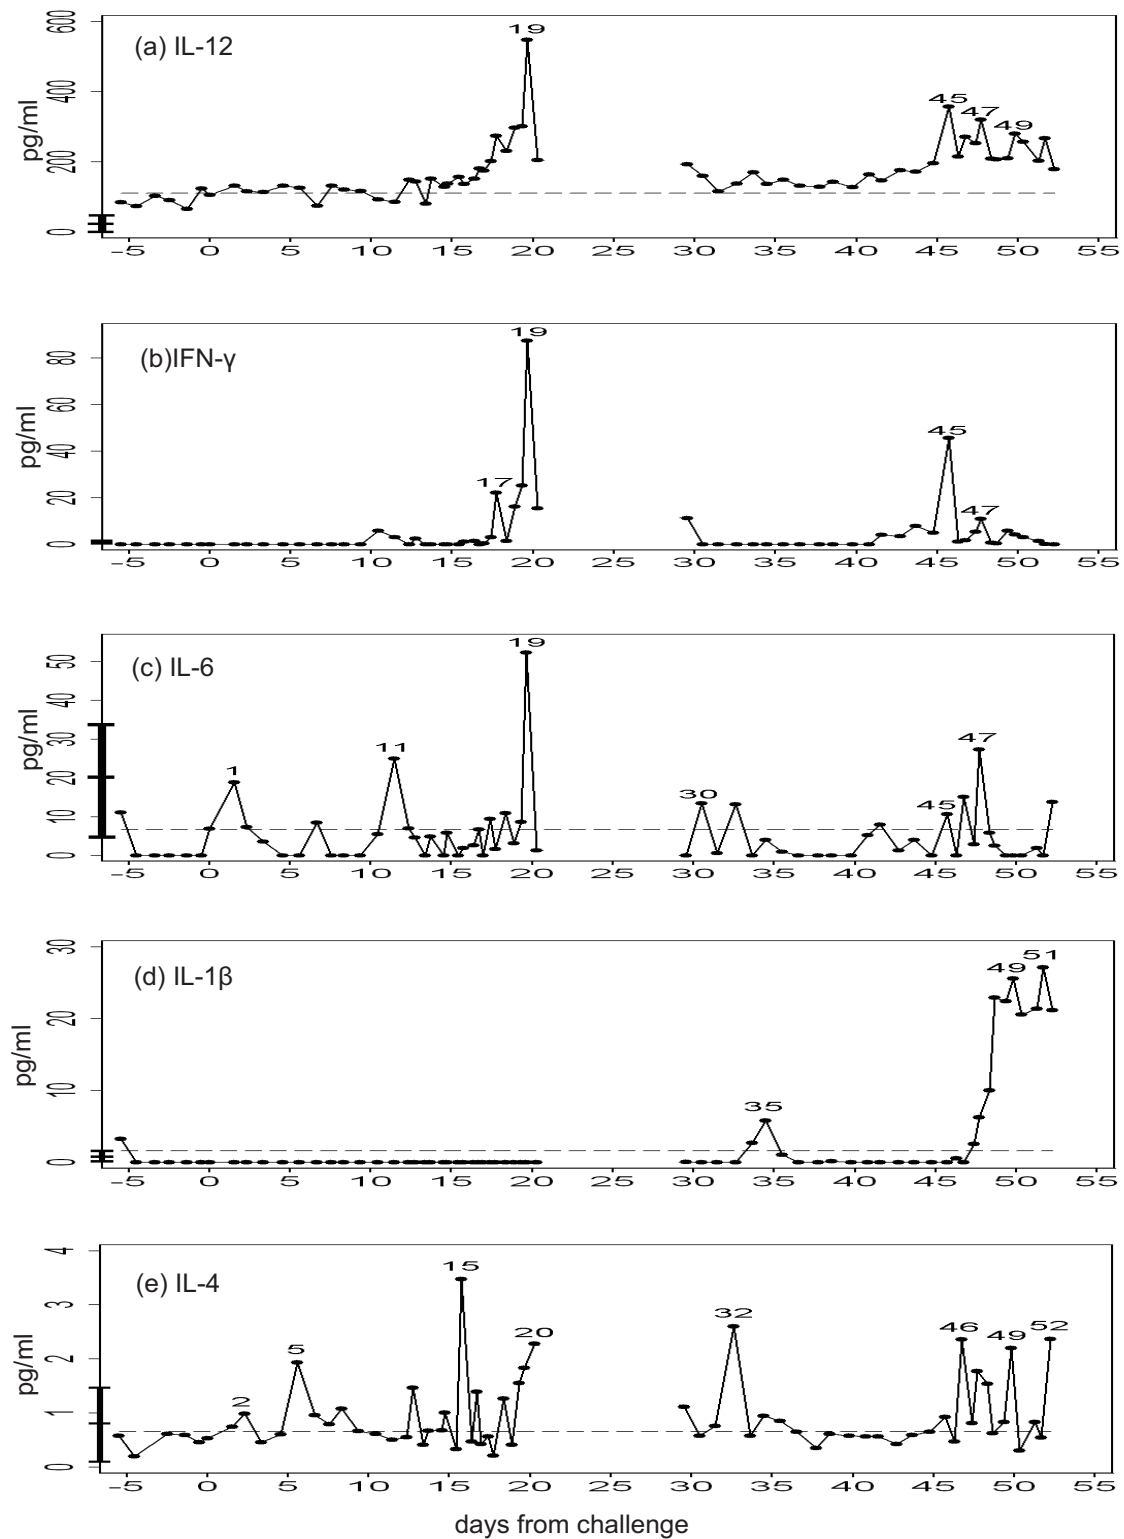 (a) IL-12
pg/ml
0 200 400 600
19 45 47 49
-5 0 5 10 15 20 25 30 35 40 45 50 55
(b)IFN-γ
pg/ml
0 20 40 60 80
17 19 45 47
-5 0 5 10 15 20 25 30 35 40 45 50 55
(c) IL-6
pg/ml
0 10 20 30 40 50
1 11 19 30 45 47
-5 0 5 10 15 20 25 30 35 40 45 50 55
(d) IL-1β
pg/ml
0 10 20 30
35 49 51
-5 0 5 10 15 20 25 30 35 40 45 50 55
(e) IL-4
pg/ml
0 1 2 3 4
2 5 15 20 32 46 49 52
-5 0 5 10 15 20 25 30 35 40 45 50 55
days from challenge